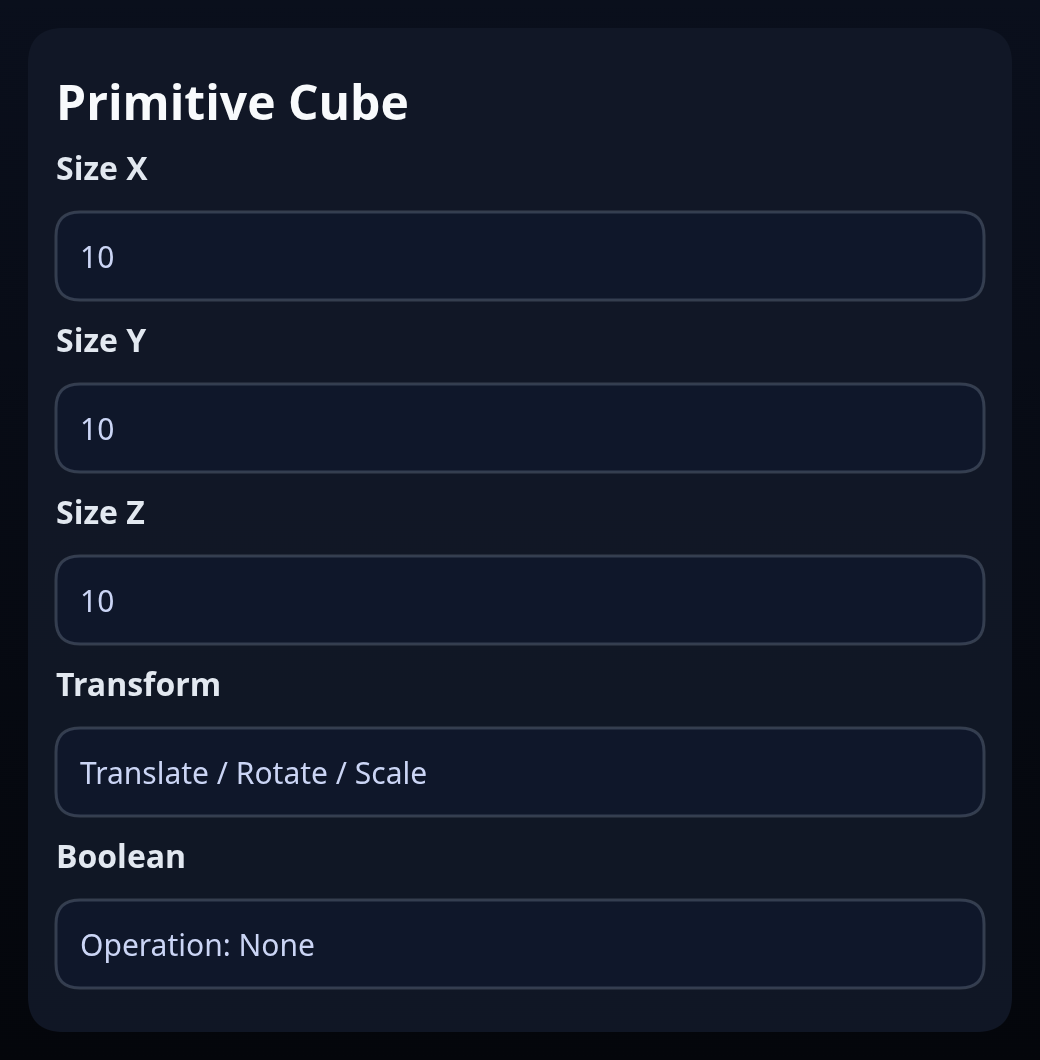 Primitive Cube
Size X
10
Size Y
10
Size Z
10
Transform
Translate / Rotate / Scale
Boolean
Operation: None